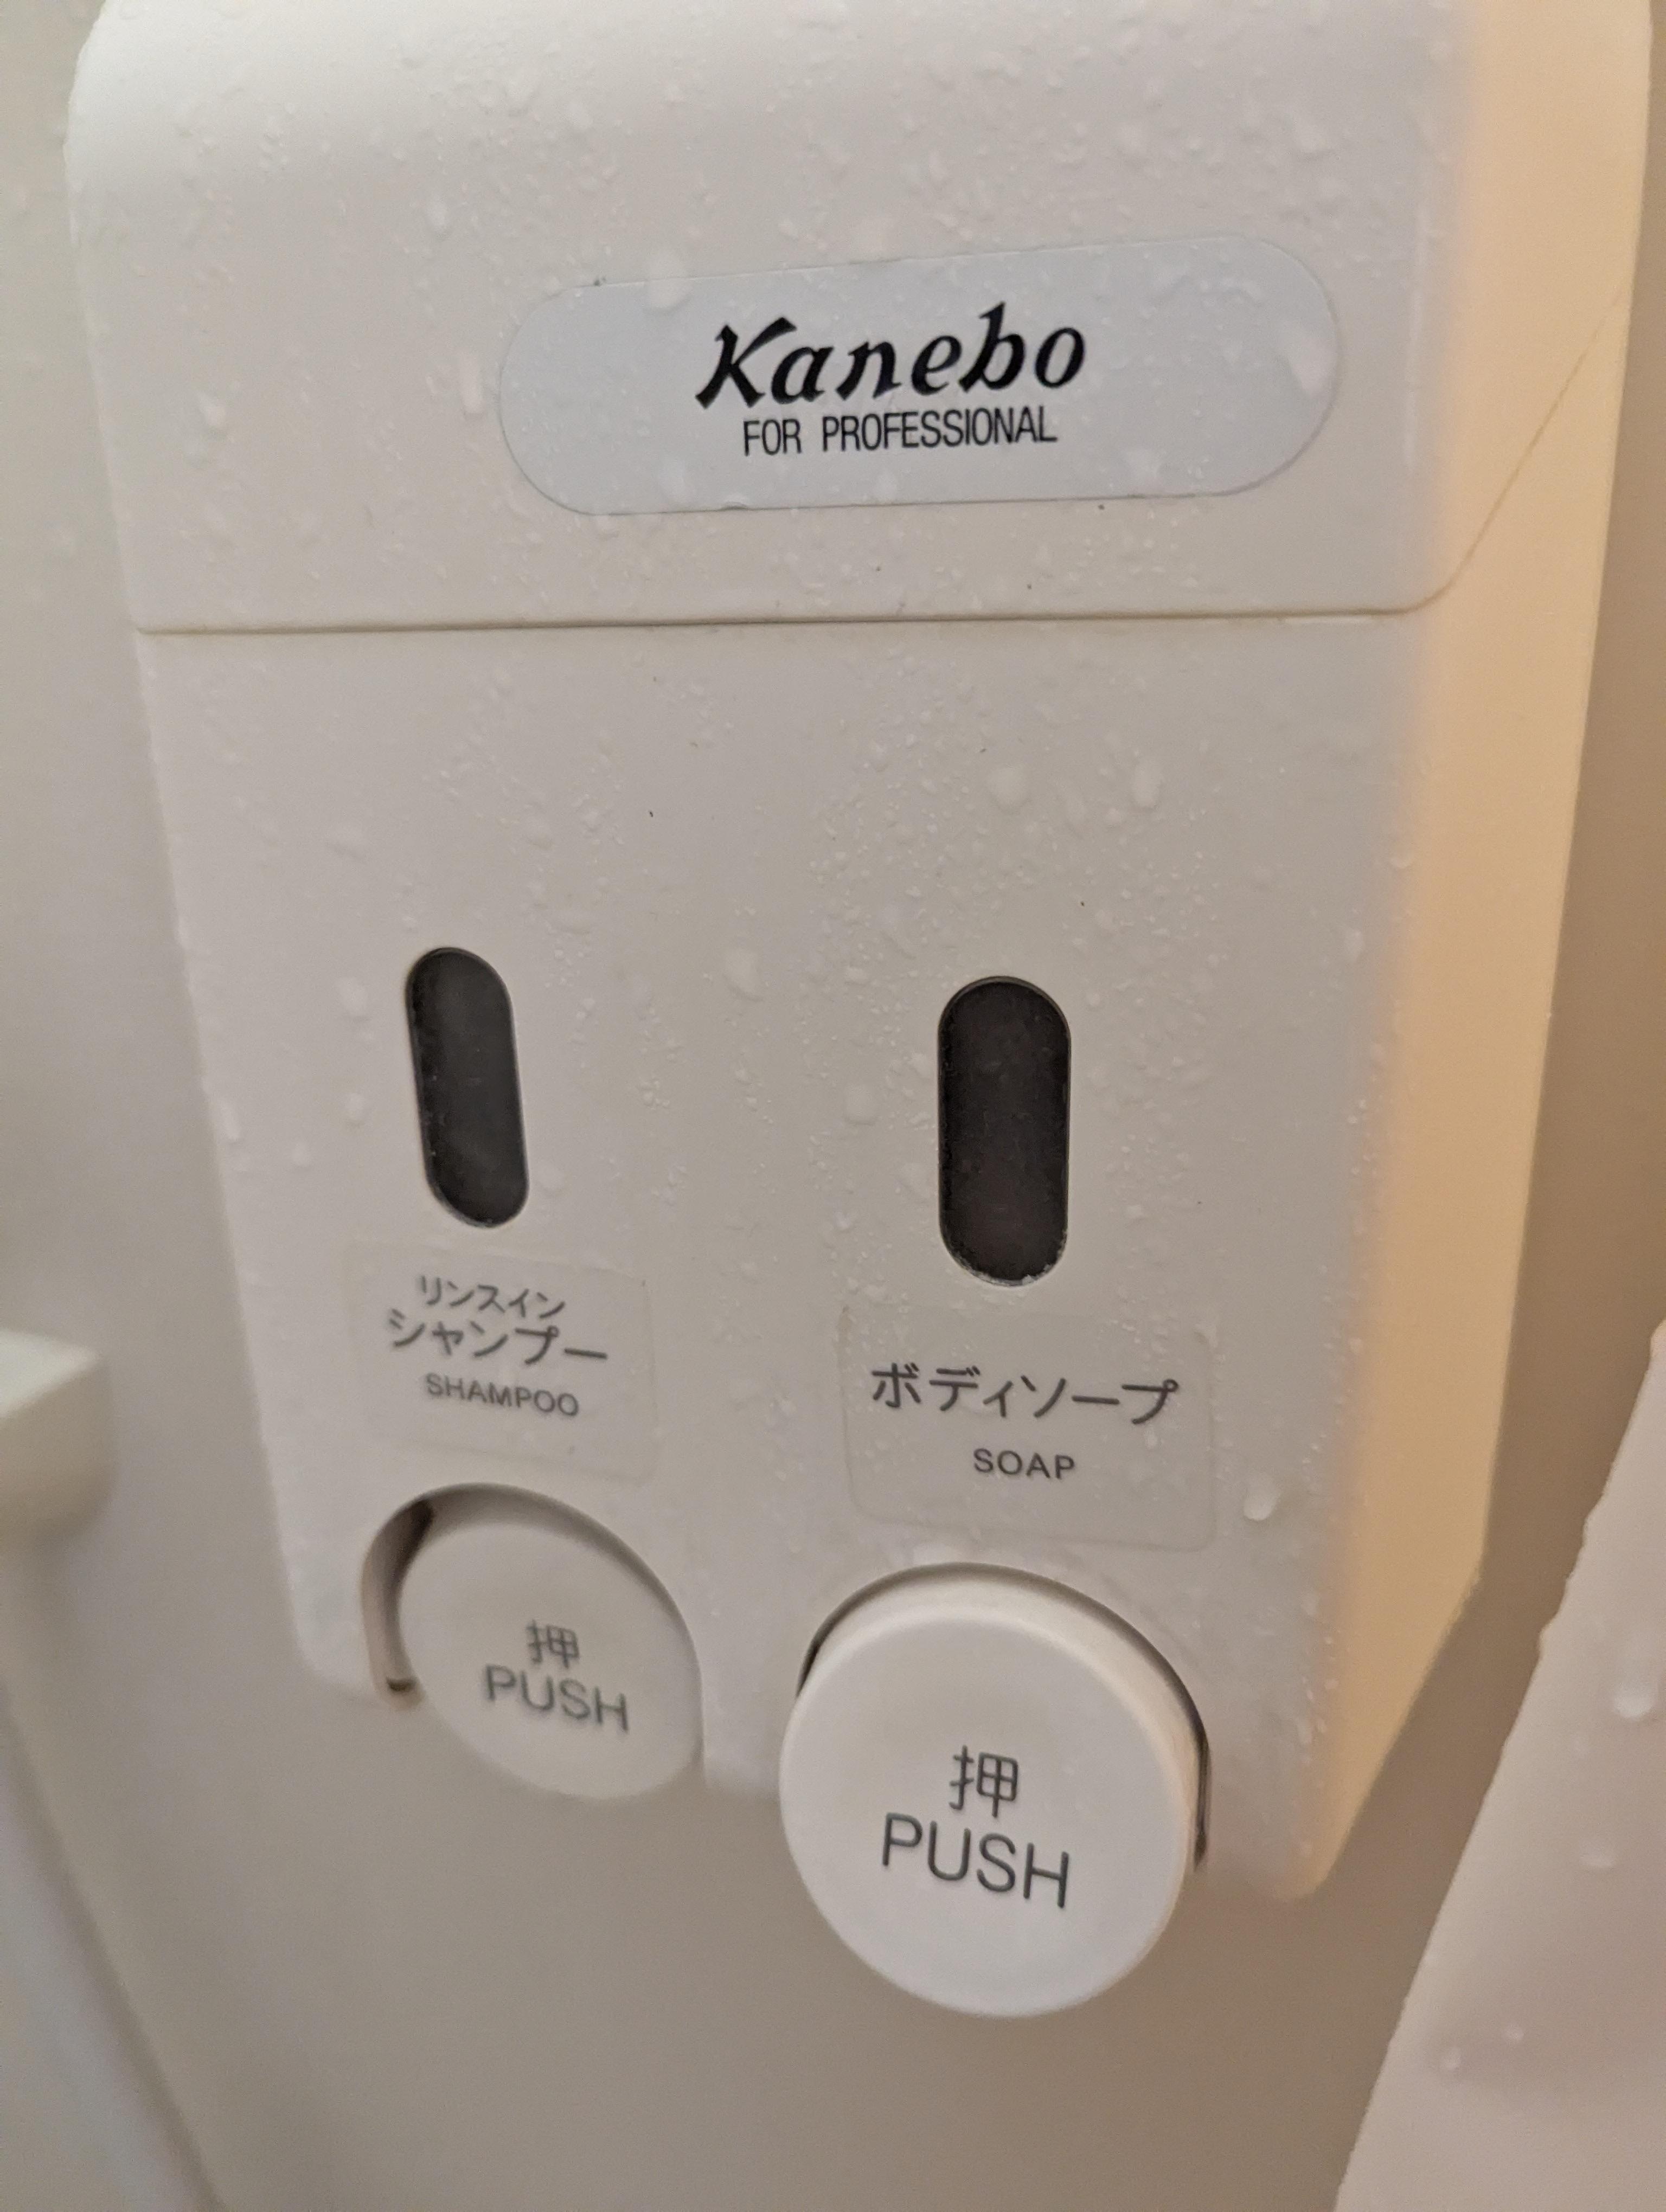 Kanebo
FOR PROFESSIONAL
リンスイン
シャンプー
SHAMPOO
ボディソープ
SOAP
押
PUSH
押
PUSH